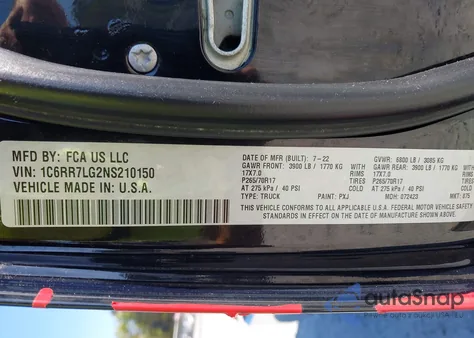 MFD BY: FCA US LLC
VIN: 1C6RR7LG2NS210150
VEHICLE MADE IN: U.S.A.
DATE OF MFR (BUILT): 7-22 GVWR: 6800 LB / 3085 KG
GAWR FRONT: 3900 LB / 1770 KG GAWR REAR: 3900 LB / 1770 KG
17X7.0 RIMS 17X7.0 RIMS
P265/70R17 TIRES P265/70R17
AT 275 kPa / 40 PSI AT 275 kPa / 40 PSI
TYPE: TRUCK PAINT: PXJ MDH: 072423 MXT: 575
THIS VEHICLE CONFORMS TO ALL APPLICABLE U.S.A. FEDERAL MOTOR VEHICLE
SAFETY STANDARDS IN EFFECT ON THE DATE OF MANUFACTURE SHOWN ABOVE
autoSnap